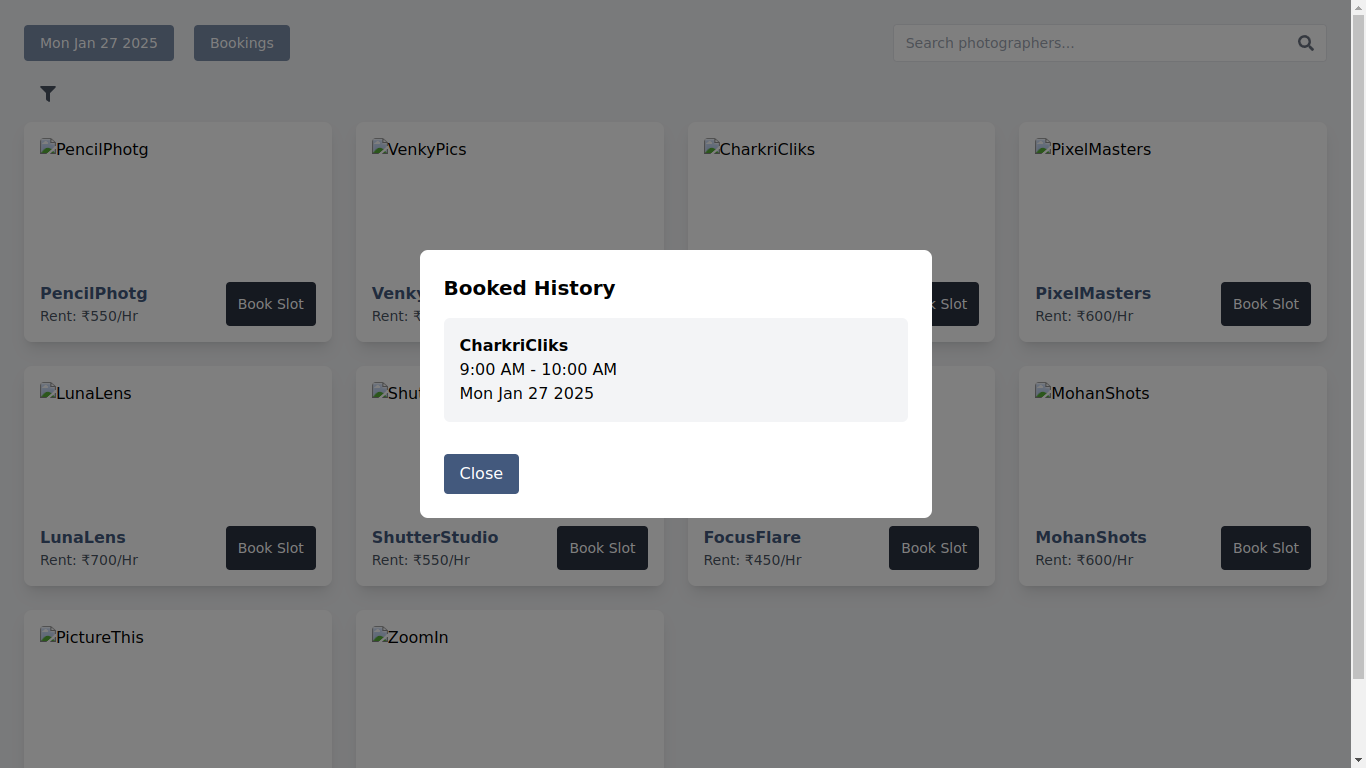 Mon Jan 27 2025
Bookings
Search photographers...
PencilPhotg
VenkyPics
CharkriCliks
PixelMasters
PencilPhotg
Rent: ₹550/Hr
Book Slot
Venky
Rent: ₹
k Slot
PixelMasters
Rent: ₹600/Hr
Book Slot
Booked History
CharkriCliks
9:00 AM - 10:00 AM
Mon Jan 27 2025
Close
LunaLens
Shut
MohanShots
LunaLens
Rent: ₹700/Hr
Book Slot
ShutterStudio
Rent: ₹550/Hr
Book Slot
FocusFlare
Rent: ₹450/Hr
Book Slot
MohanShots
Rent: ₹600/Hr
Book Slot
PictureThis
ZoomIn